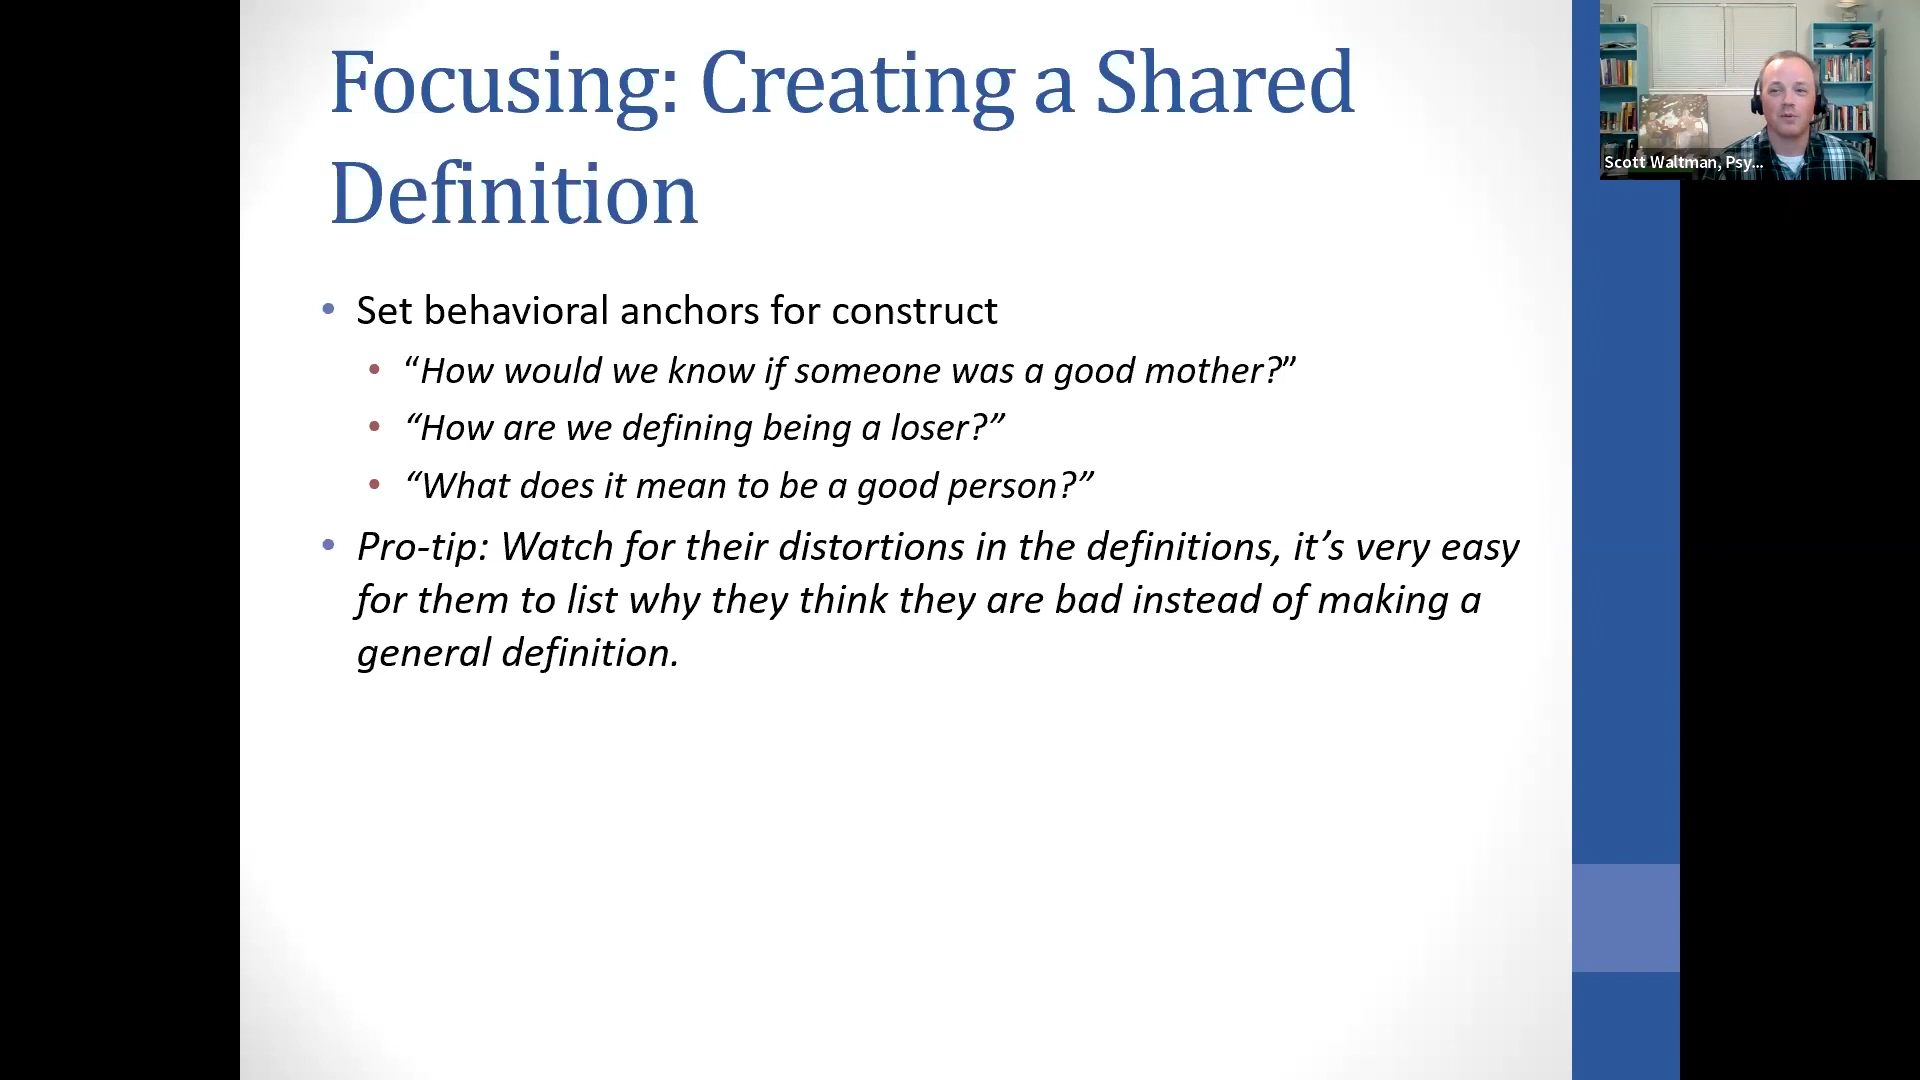 Focusing: Creating a Shared
Definition
• Set behavioral anchors for construct
• “How would we know if someone was a good mother?”
• “How are we defining being a loser?”
• “What does it mean to be a good person?”
• Pro-tip: Watch for their distortions in the definitions, it’s very easy
for them to list why they think they are bad instead of making a
general definition.
Scott Waltman, Psy...